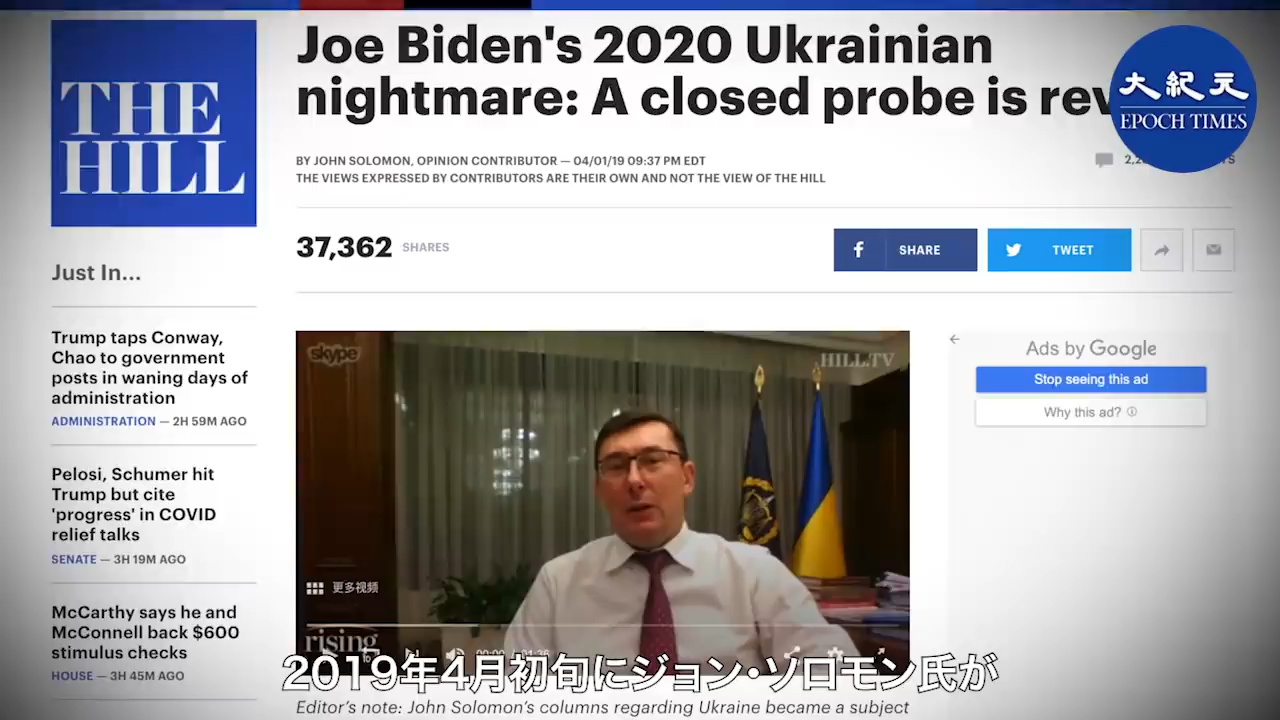 THE
HILL
Joe Biden's 2020 Ukrainian
nightmare: A closed probe is
大紀元
EPOCH TIMES
BY JOHN SOLOMON, OPINION CONTRIBUTOR — 04/01/19 09:37 PM EDT
THE VIEWS EXPRESSED BY CONTRIBUTORS ARE THEIR OWN AND NOT THE VIEW OF THE HILL
37,362 SHARES
SHARE
TWEET
Just In...
Trump taps Conway,
Chao to government
posts in waning days of
administration
ADMINISTRATION — 2H 59M AGO
Pelosi, Schumer hit
Trump but cite
'progress' in COVID
relief talks
SENATE — 3H 19M AGO
McCarthy says he and
McConnell back $600
stimulus checks
HOUSE — 3H 45M AGO
skype
HILL.TV
更多视频
rising
Ads by Google
Stop seeing this ad
Why this ad?
2019年4月初旬にジョン・ソロモン氏が
Editor's note: John Solomon's columns regarding Ukraine became a subject